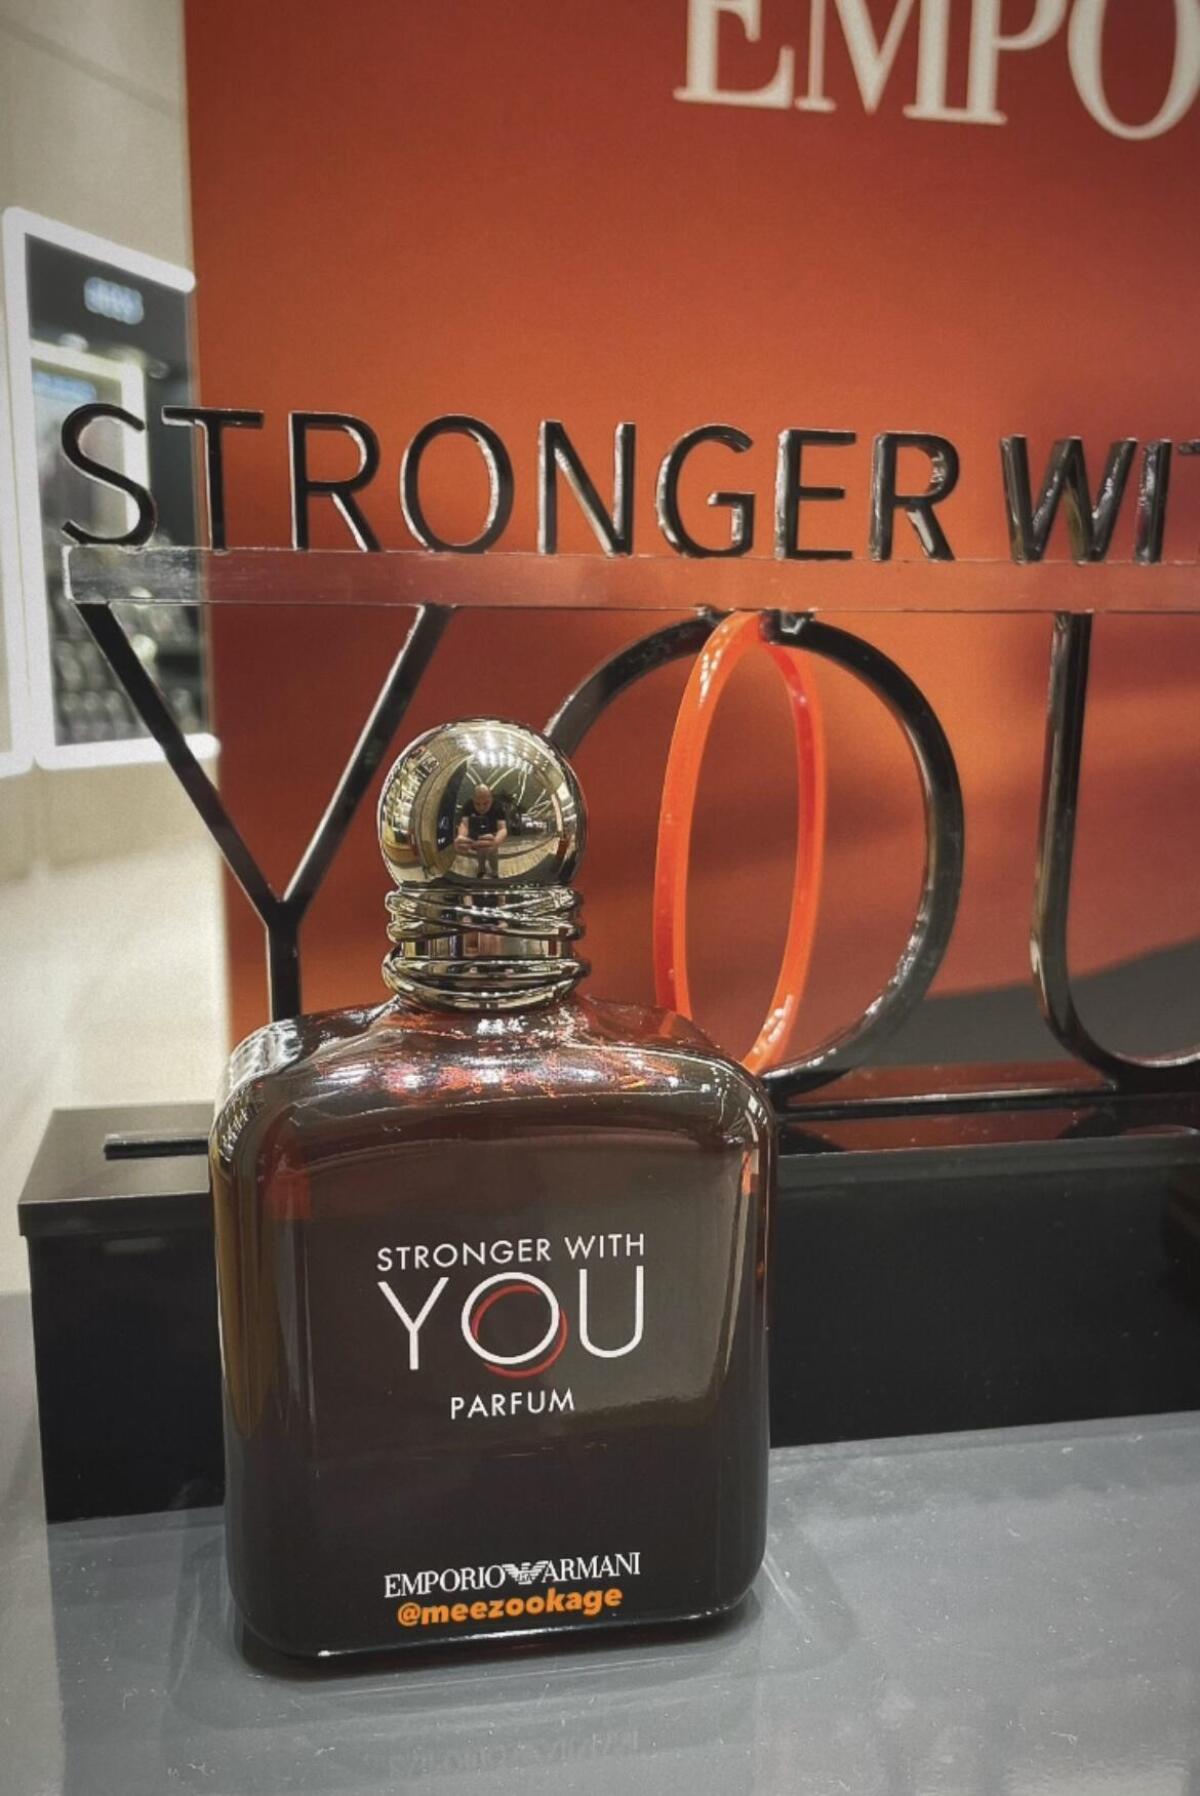 EMPO
STRONGER WIT
YOU
STRONGER WITH
YOU
PARFUM
EMPORIO ARMANI
@meezookage